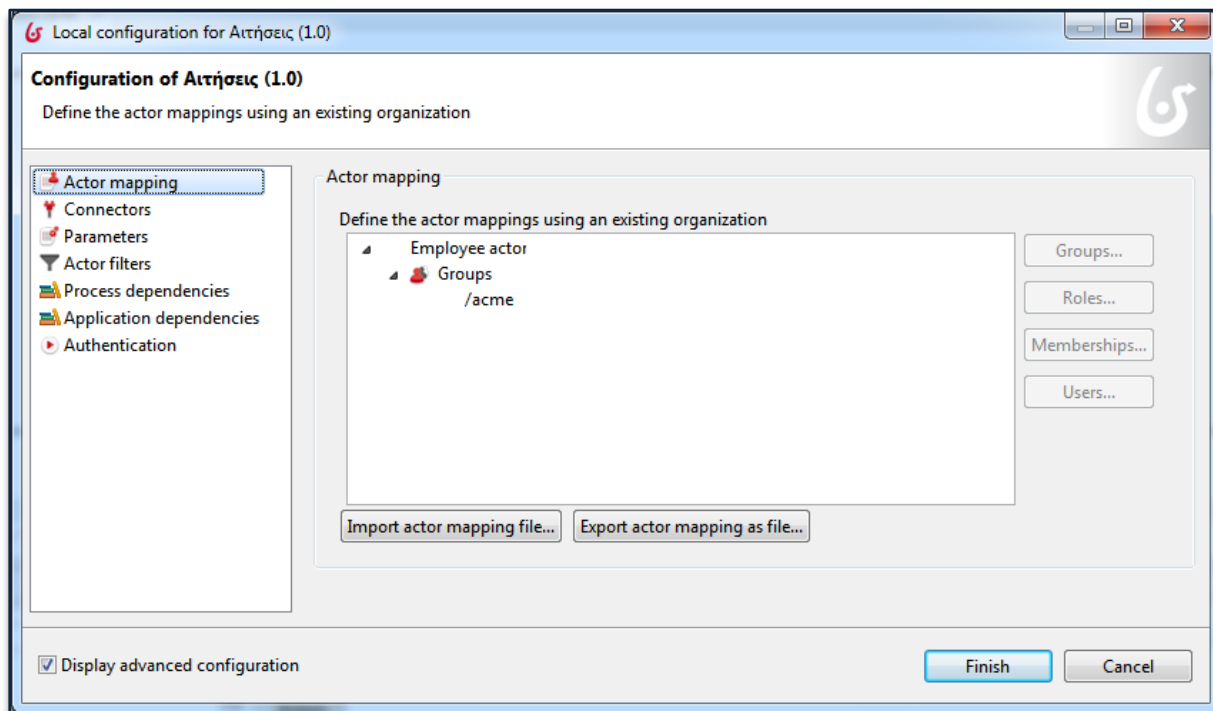 Local configuration for Αιτήσεις (1.0)
Configuration of Αιτήσεις (1.0)
Define the actor mappings using an existing organization
Actor mapping
Connectors
Parameters
Actor filters
Process dependencies
Application dependencies
Authentication
Actor mapping
Define the actor mappings using an existing organization
Employee actor
Groups
/acme
Groups...
Roles...
Memberships...
Users...
Import actor mapping file...
Export actor mapping as file...
Display advanced configuration
Finish
Cancel